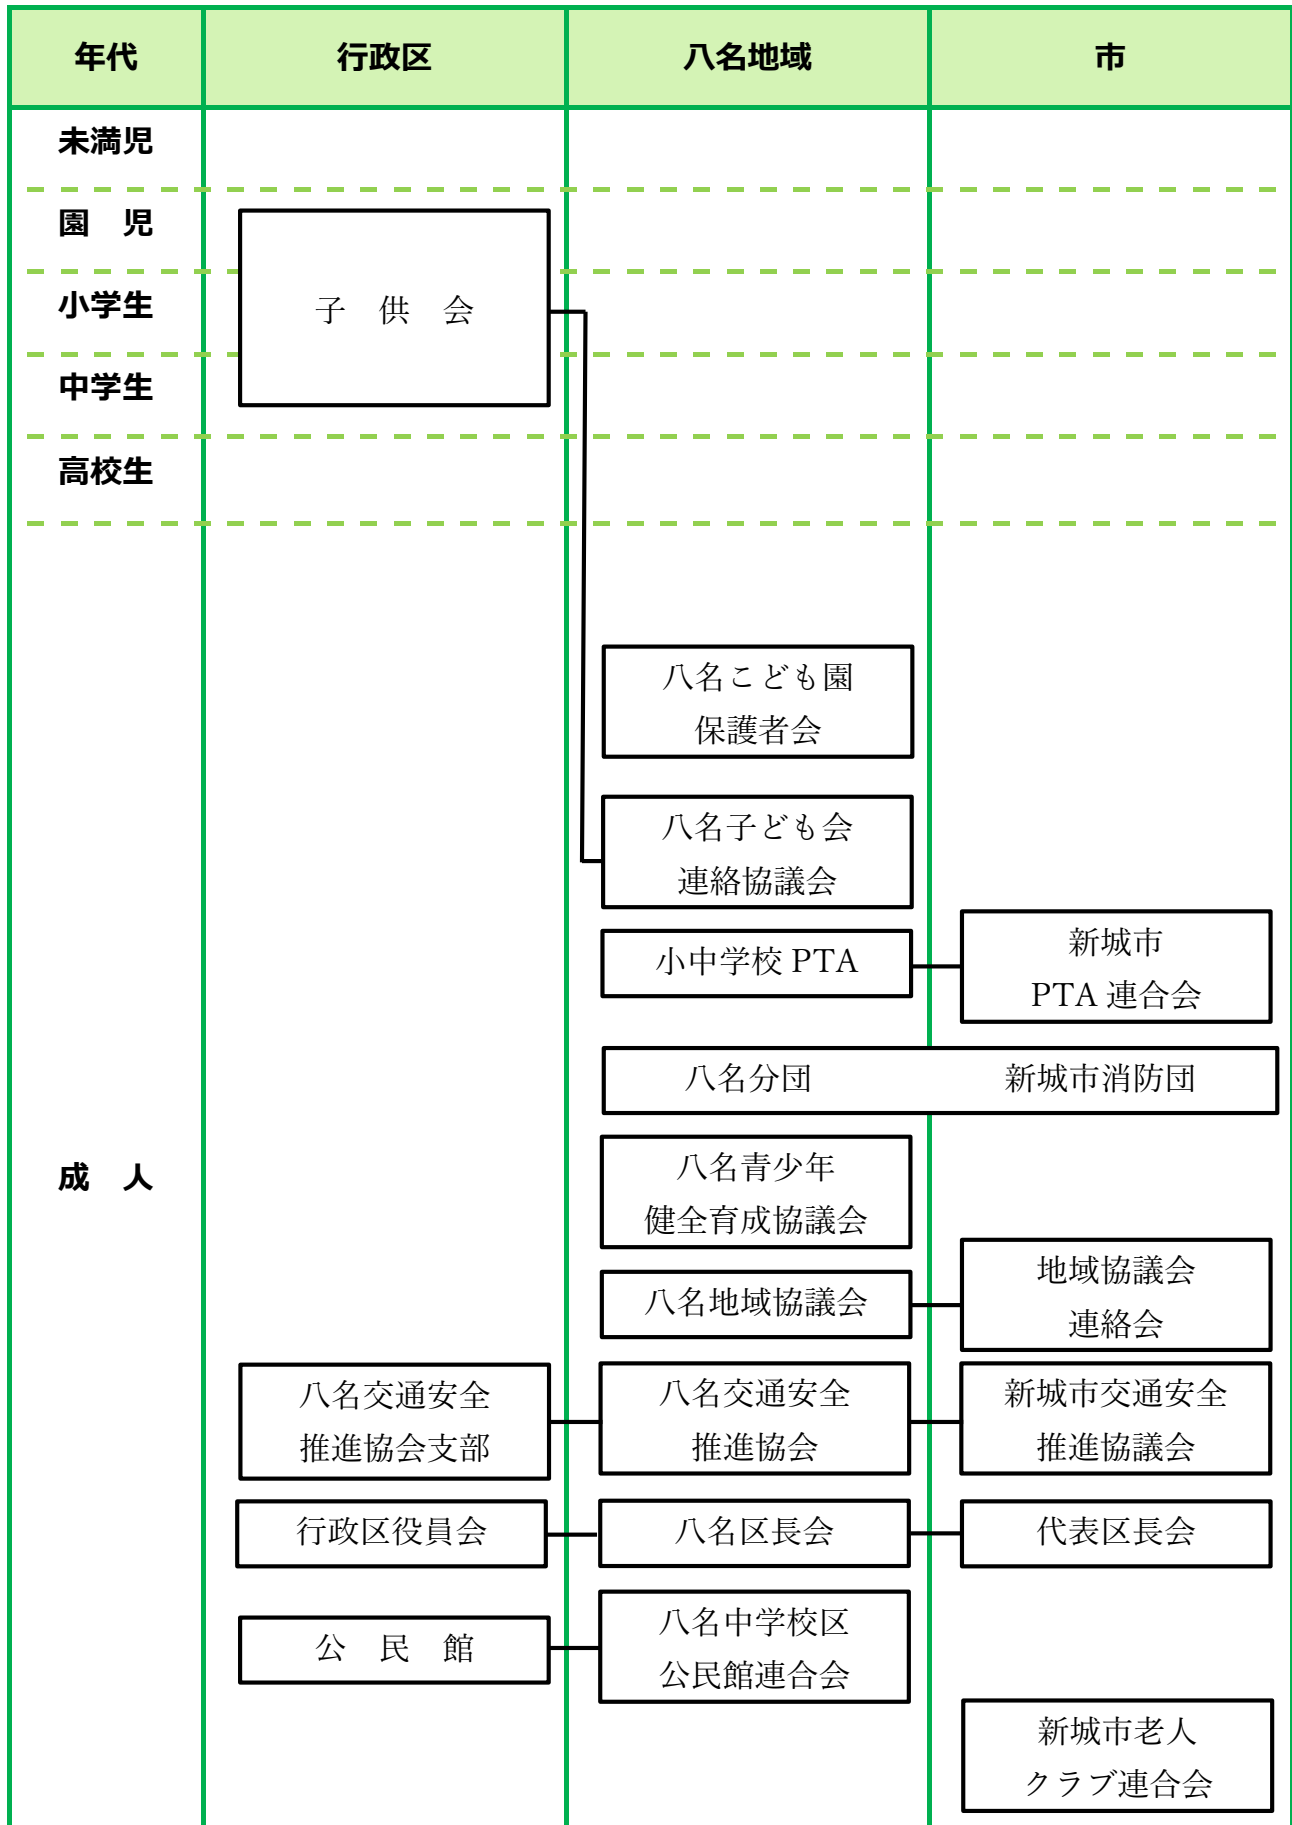 年代 行政区 八名地域 市
未満児
園　児
小学生
子　供　会
中学生
高校生
八名こども園
保護者会
八名子ども会
連絡協議会
小中学校 PTA
新城市
PTA 連合会
八名分団 新城市消防団
成　人
八名青少年
健全育成協議会
八名地域協議会
地域協議会
連絡会
八名交通安全
推進協会支部
八名交通安全
推進協会
新城市交通安全
推進協議会
行政区役員会
八名区長会
代表区長会
公　民　館
八名中学校区
公民館連合会
新城市老人
クラブ連合会